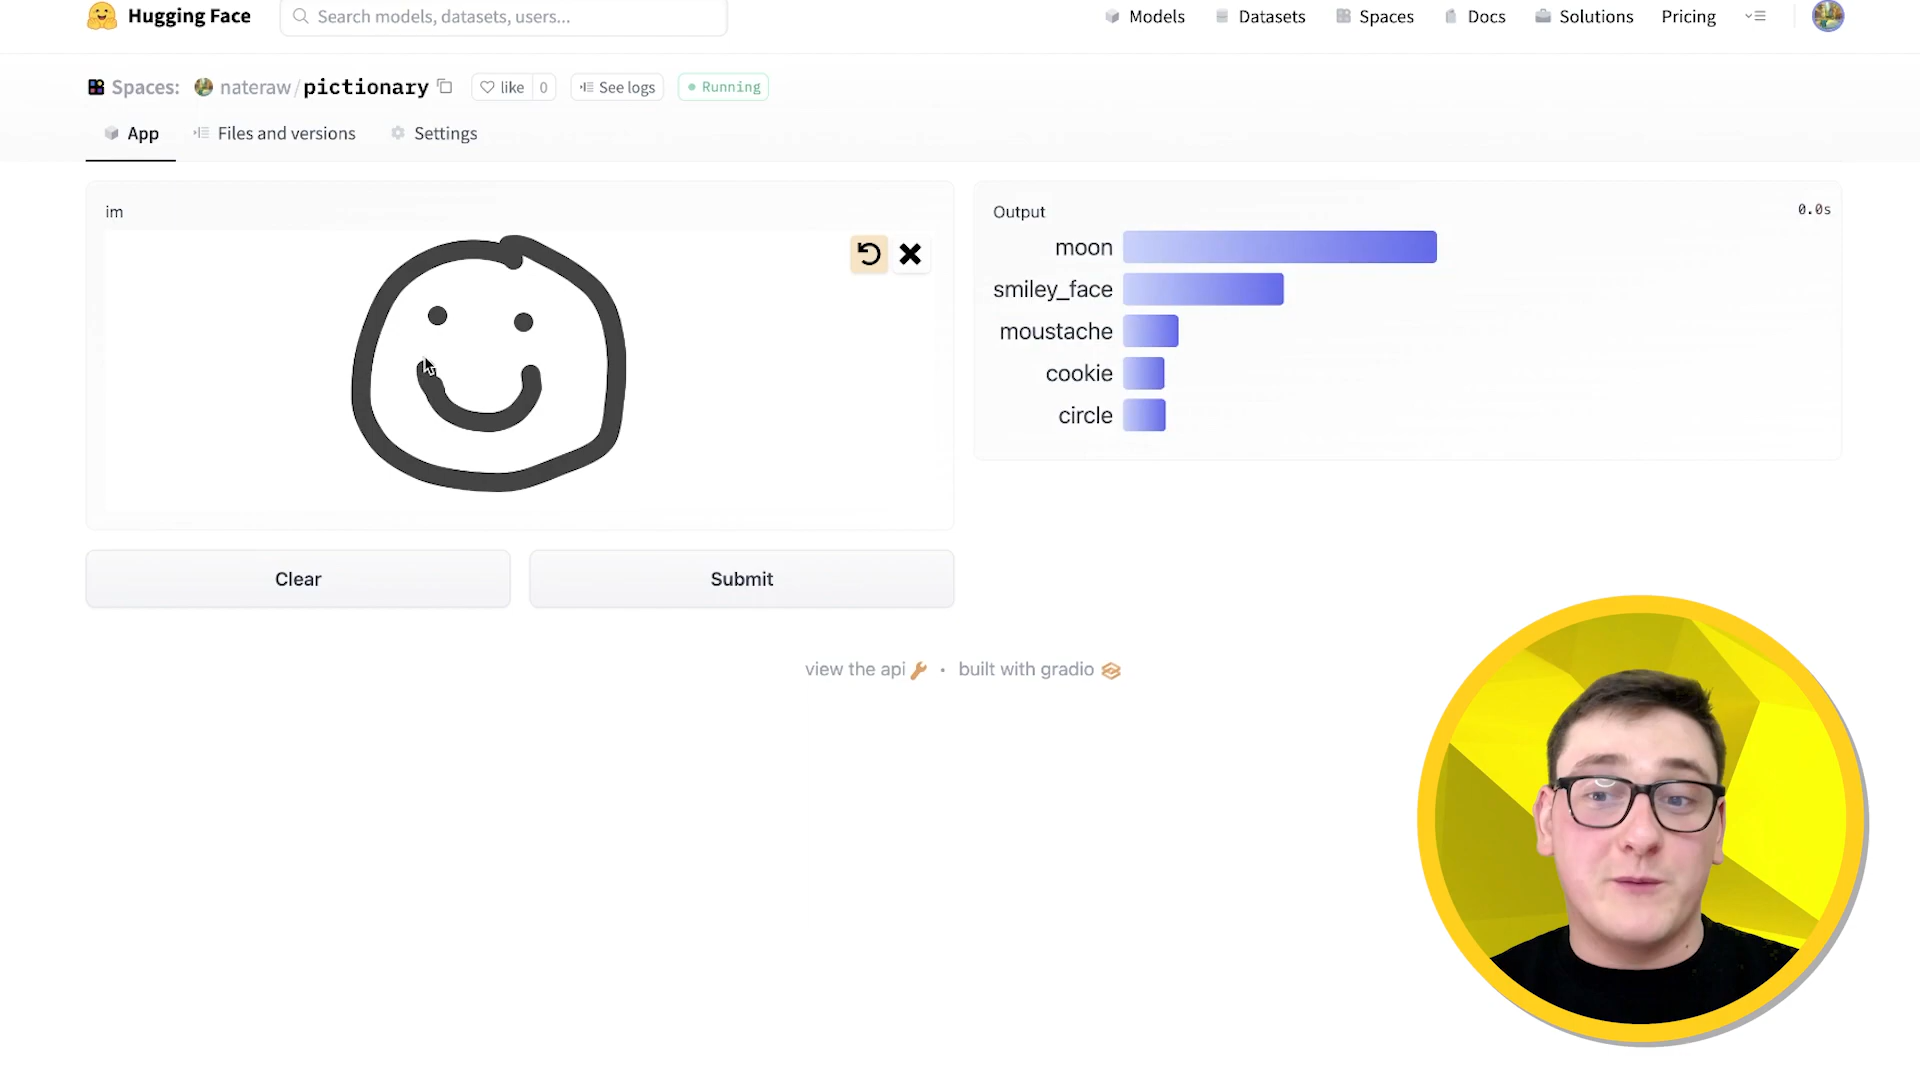 Hugging Face
Search models, datasets, users...
Models
Datasets
Spaces
Docs
Solutions
Pricing
Spaces:
nateraw/pictionary
like
0
See logs
Running
App
Files and versions
Settings
im
Output
0.0s
moon
smiley_face
moustache
cookie
circle
Clear
Submit
view the api
·
built with gradio